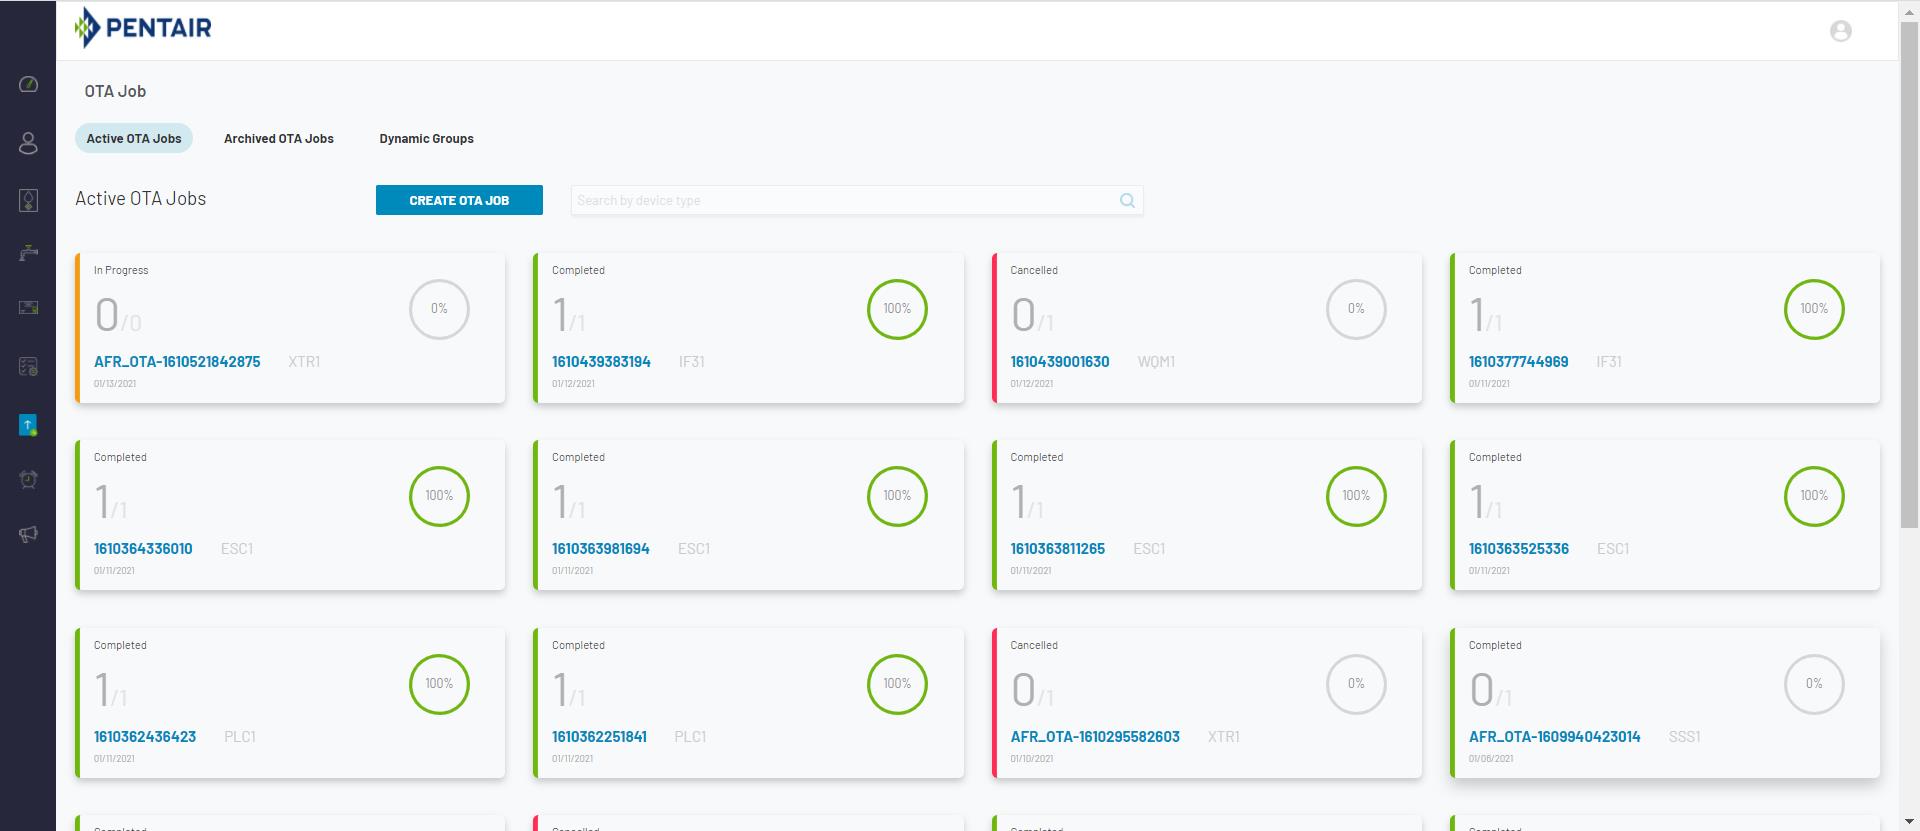 PENTAIR
OTA Job
Active OTA Jobs
Archived OTA Jobs
Dynamic Groups
Active OTA Jobs
CREATE OTA JOB
Search by device type
In Progress
0/0
0%
AFR_OTA-1610521842875
XTR1
01/13/2021
Completed
1/1
100%
1610439383194
IF31
01/12/2021
Cancelled
0/1
0%
1610439001630
WQM1
01/12/2021
Completed
1/1
100%
1610377744969
IF31
01/11/2021
Completed
1/1
100%
1610364336010
ESC1
01/11/2021
Completed
1/1
100%
1610363981694
ESC1
01/11/2021
Completed
1/1
100%
1610363811265
ESC1
01/11/2021
Completed
1/1
100%
1610363525336
ESC1
01/11/2021
Completed
1/1
100%
1610362436423
PLC1
01/11/2021
Completed
1/1
100%
1610362251841
PLC1
01/11/2021
Cancelled
0/1
0%
AFR_OTA-1610295582603
XTR1
01/10/2021
Completed
0/1
0%
AFR_OTA-1609940423014
SSS1
01/06/2021
Completed
Cancelled
Completed
Completed